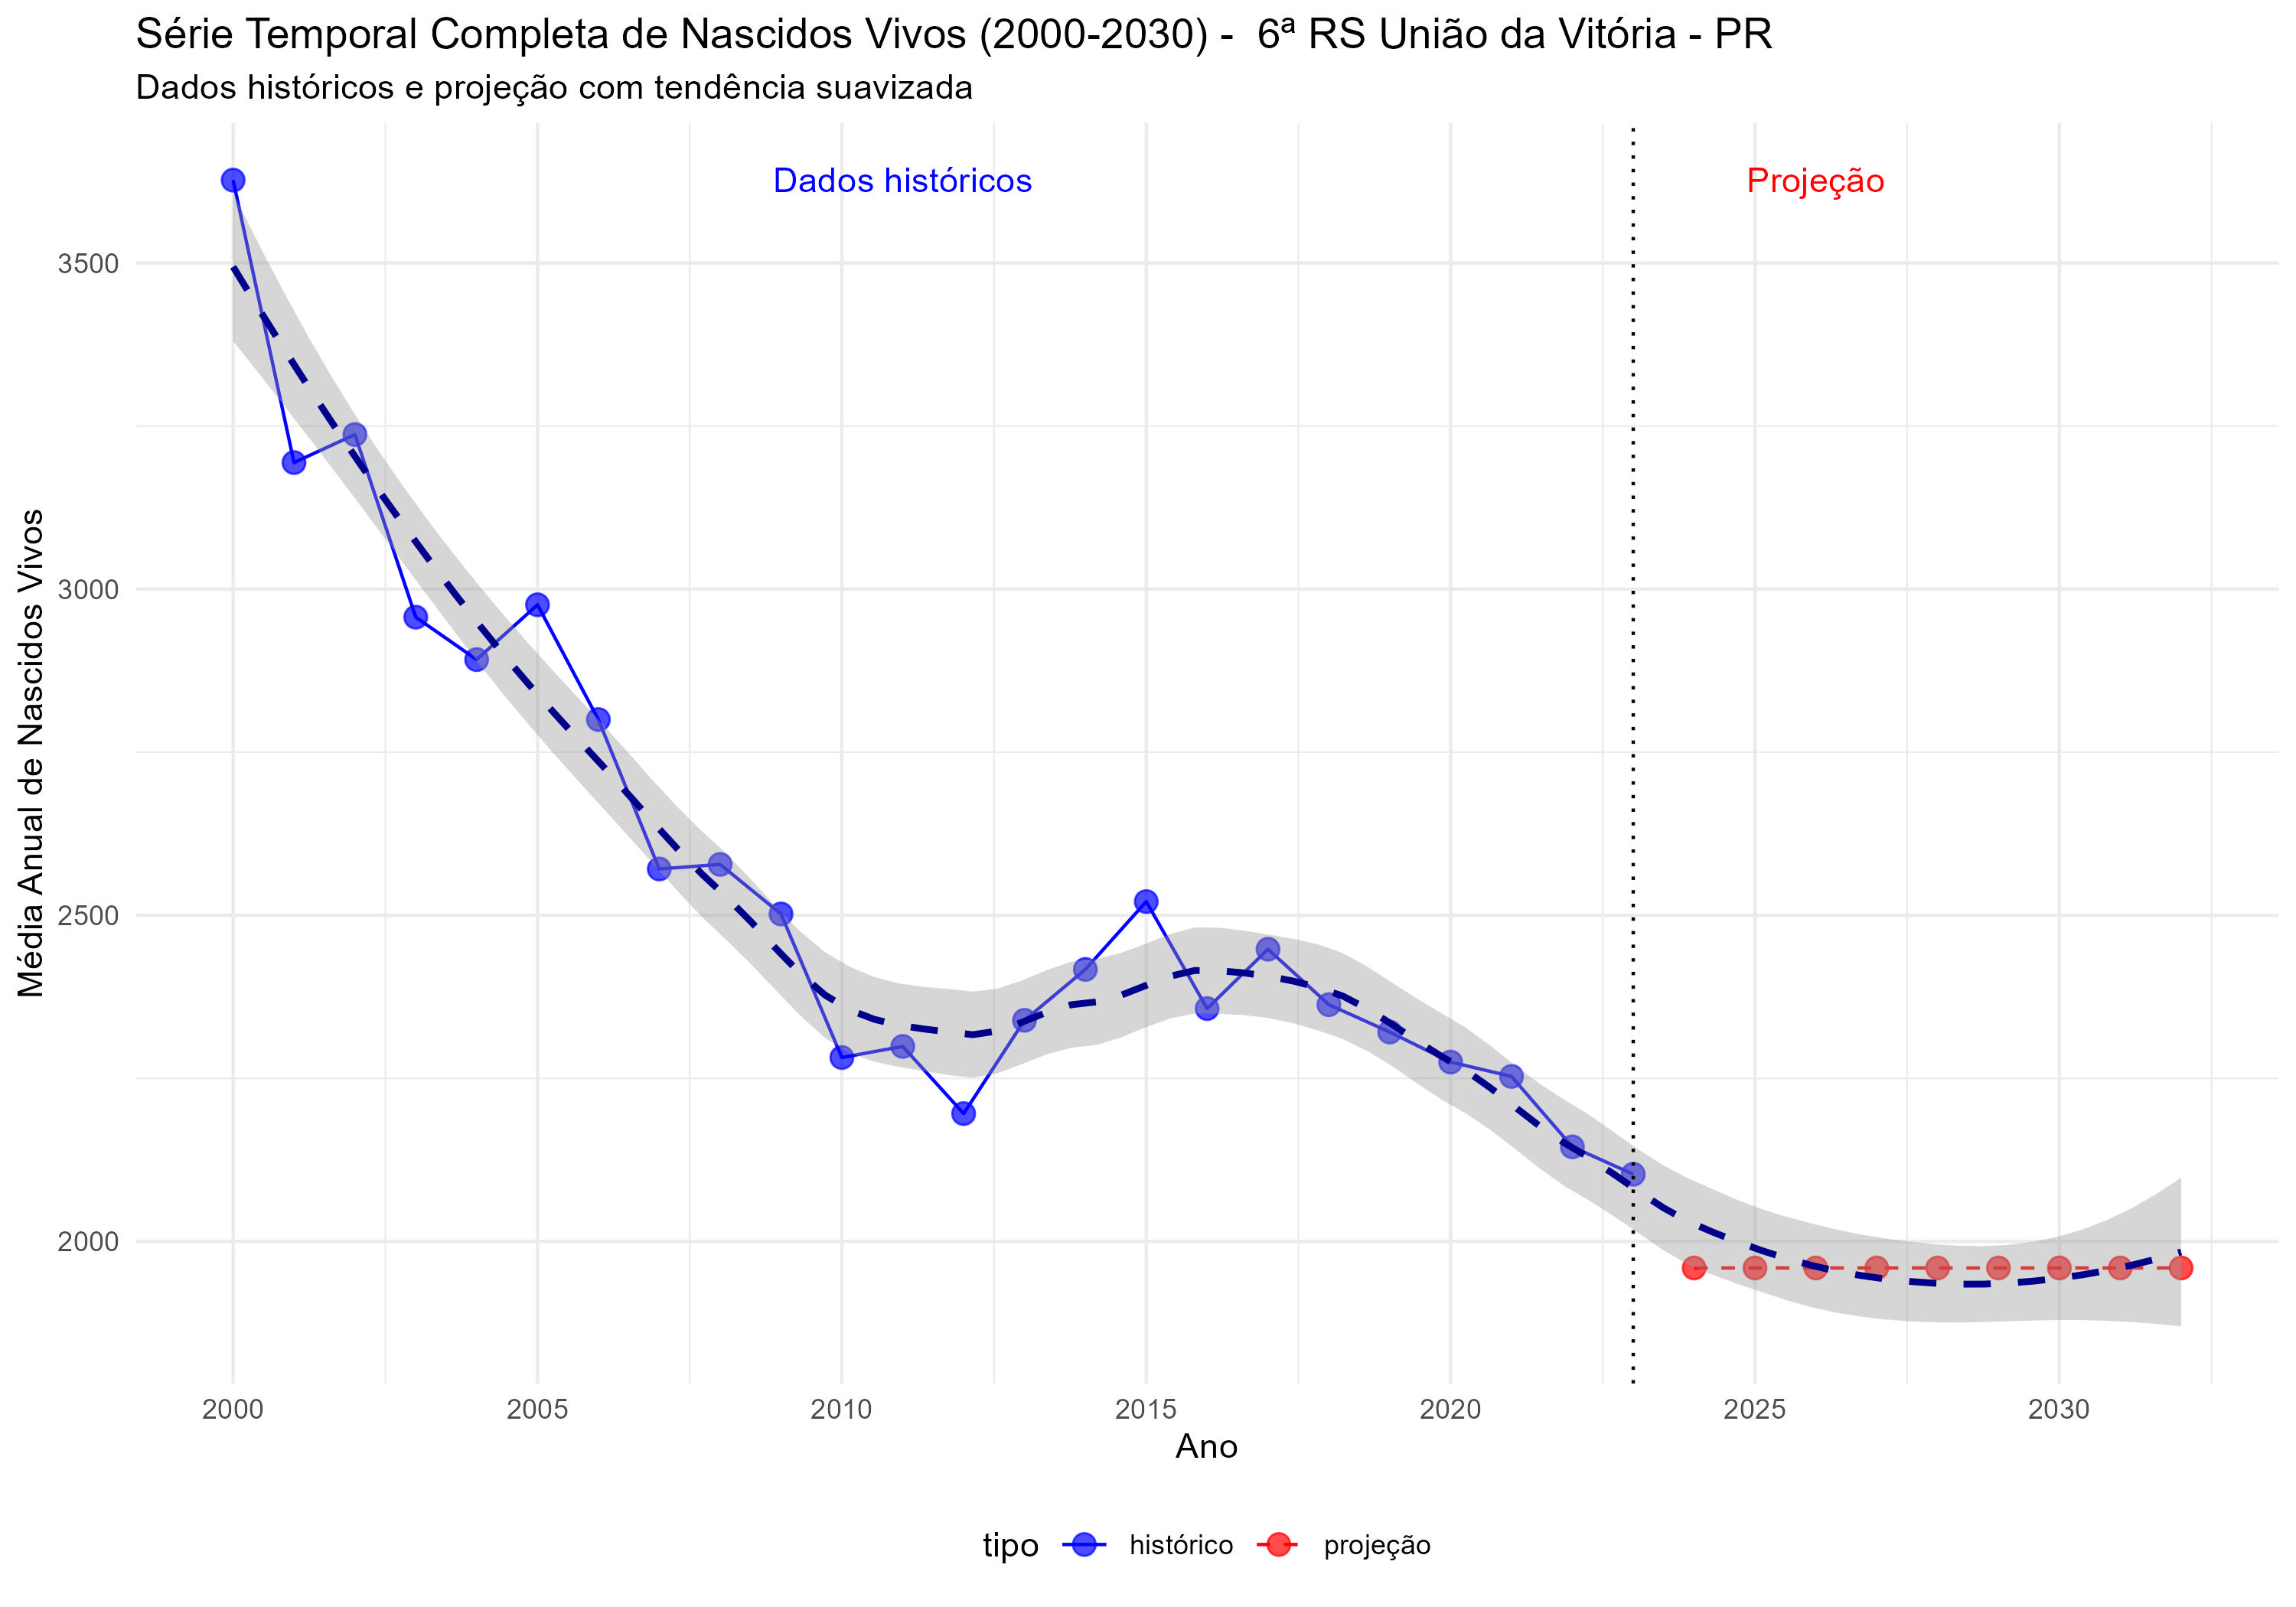 Série Temporal Completa de Nascidos Vivos (2000-2030) -  6ª RS União da Vitória - PR
Dados históricos e projeção com tendência suavizada
Dados históricos
Projeção
Média Anual de Nascidos Vivos
3500
3000
2500
2000
2000
2005
2010
2015
2020
2025
2030
Ano
tipo
histórico
projeção